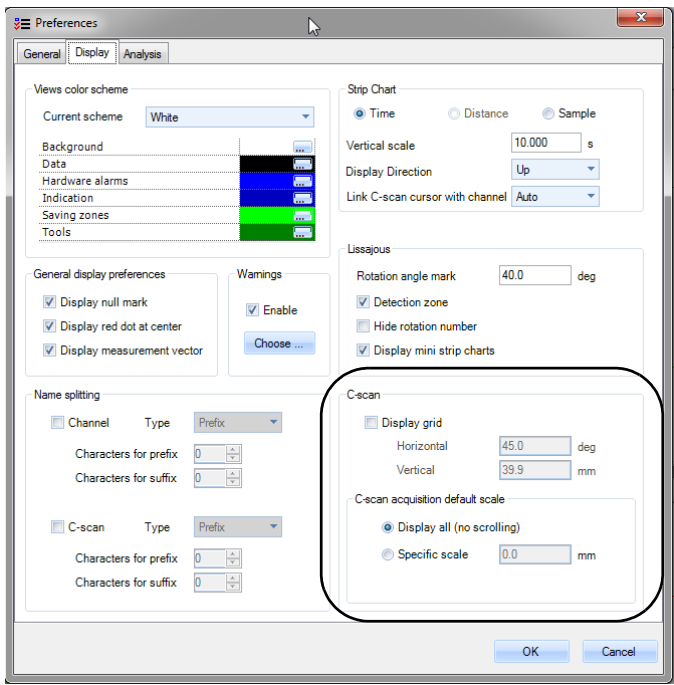 Preferences
General Display Analysis
Views color scheme
Current scheme White
Background ...
Data ...
Hardware alarms ...
Indication ...
Saving zones ...
Tools ...
General display preferences
Display null mark
Display red dot at center
Display measurement vector
Warnings
Enable
Choose ...
Name splitting
Channel Type Prefix
Characters for prefix 0
Characters for suffix 0
C-scan Type Prefix
Characters for prefix 0
Characters for suffix 0
Strip Chart
Time Distance Sample
Vertical scale 10.000 s
Display Direction Up
Link C-scan cursor with channel Auto
Lissajous
Rotation angle mark 40.0 deg
Detection zone
Hide rotation number
Display mini strip charts
C-scan
Display grid
Horizontal 45.0 deg
Vertical 39.9 mm
C-scan acquisition default scale
Display all (no scrolling)
Specific scale 0.0 mm
OK Cancel